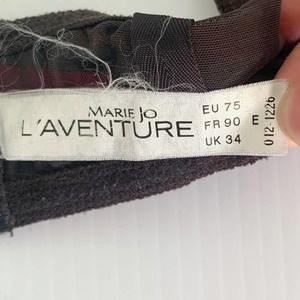 MARIE JO
L'AVENTURE
EU 75
FR 90 E
UK 34
012-1226